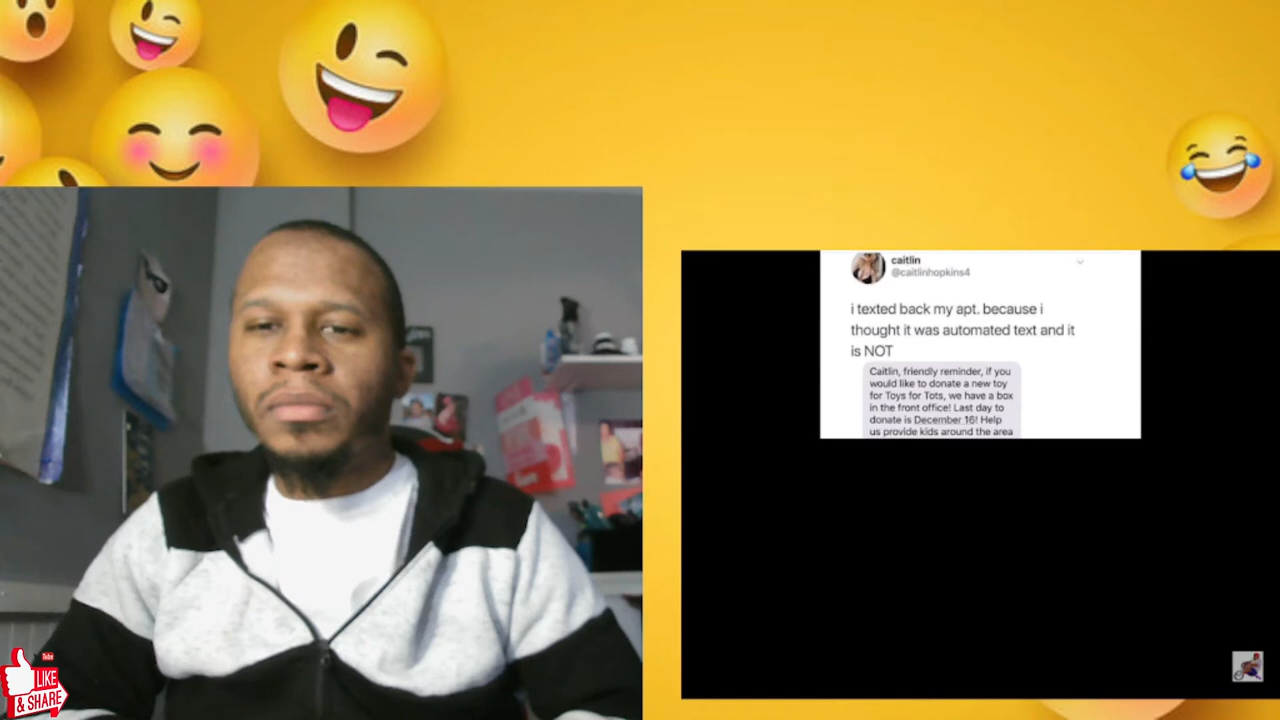 caitlin
@caitlinhopkins4
i texted back my apt. because i
thought it was automated text and it
is NOT
Caitlin, friendly reminder, if you
would like to donate a new toy
for Toys for Tots, we have a box
in the front office! Last day to
donate is December 16! Help
us provide kids around the area
You
Tube
LIKE
& SHARE